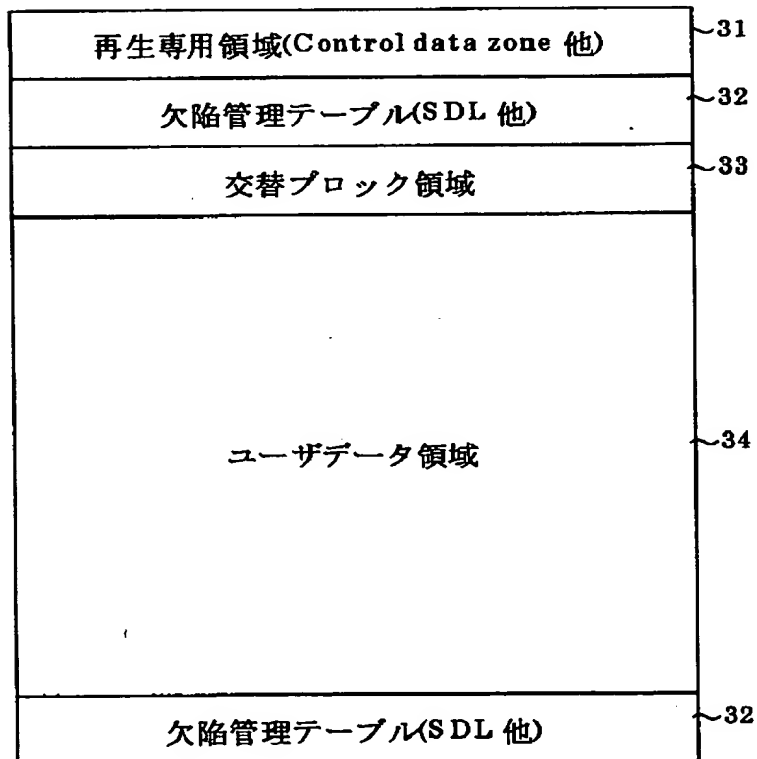 再生専用領域(Control data zone 他) ~31
欠陥管理テーブル(SDL 他) ~32
交替ブロック領域 ~33
ユーザデータ領域 ~34
欠陥管理テーブル(SDL 他) ~32